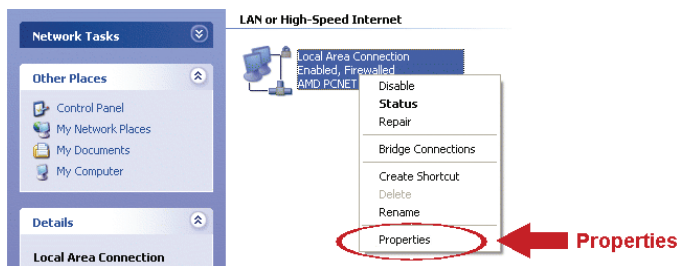 Network Tasks
Other Places
Control Panel
My Network Places
My Documents
My Computer
Details
Local Area Connection
LAN or High-Speed Internet
Local Area Connection
Enabled, Firewalled
AMD PCNET
Disable
Status
Repair
Bridge Connections
Create Shortcut
Delete
Rename
Properties
Properties